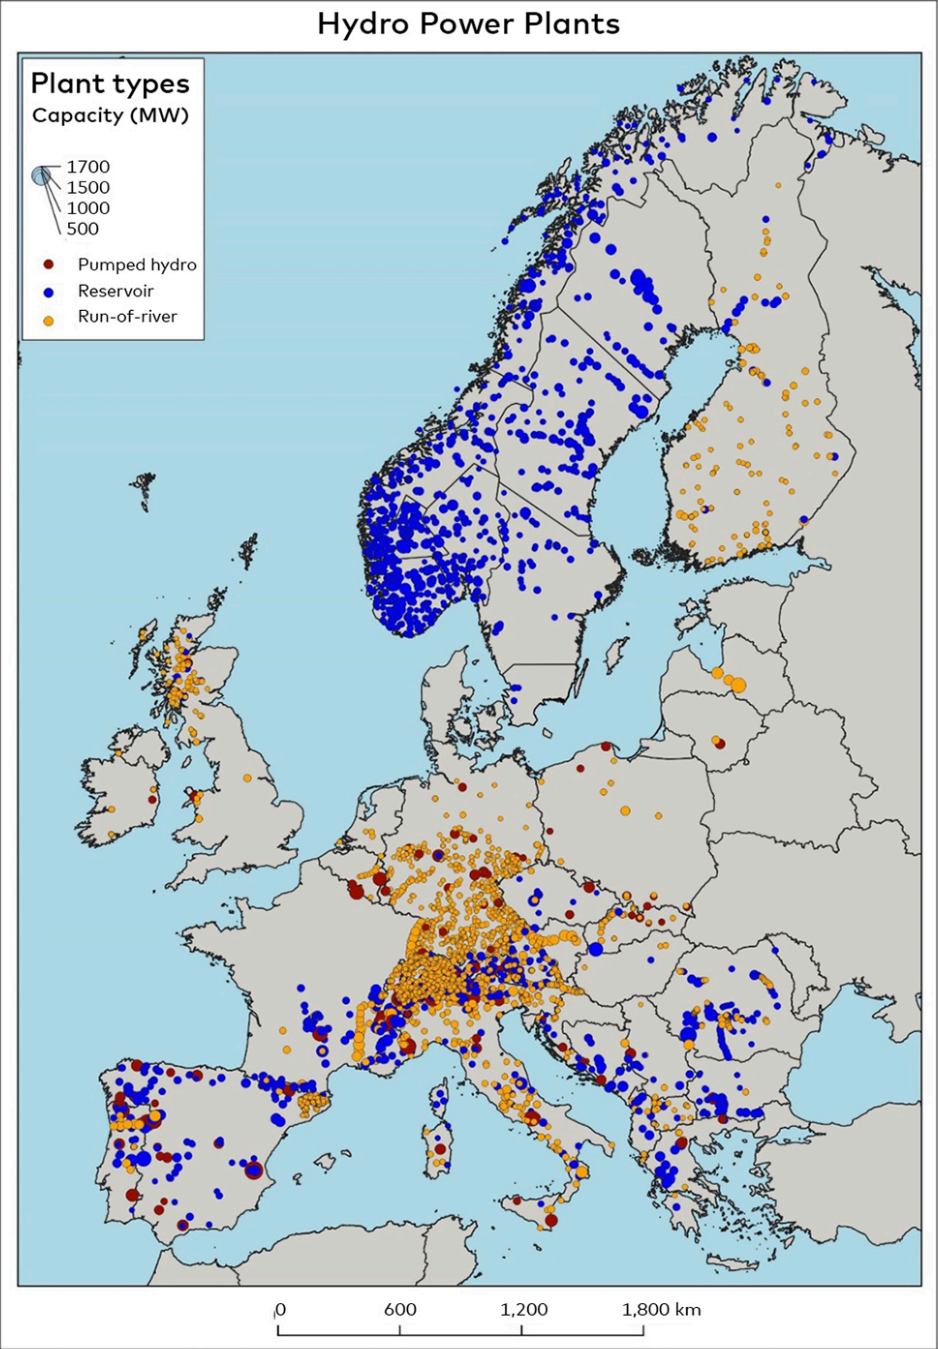 Hydro Power Plants
Plant types
Capacity (MW)
1700
1500
1000
500
Pumped hydro
Reservoir
Run-of-river
0 600 1,200 1,800 km